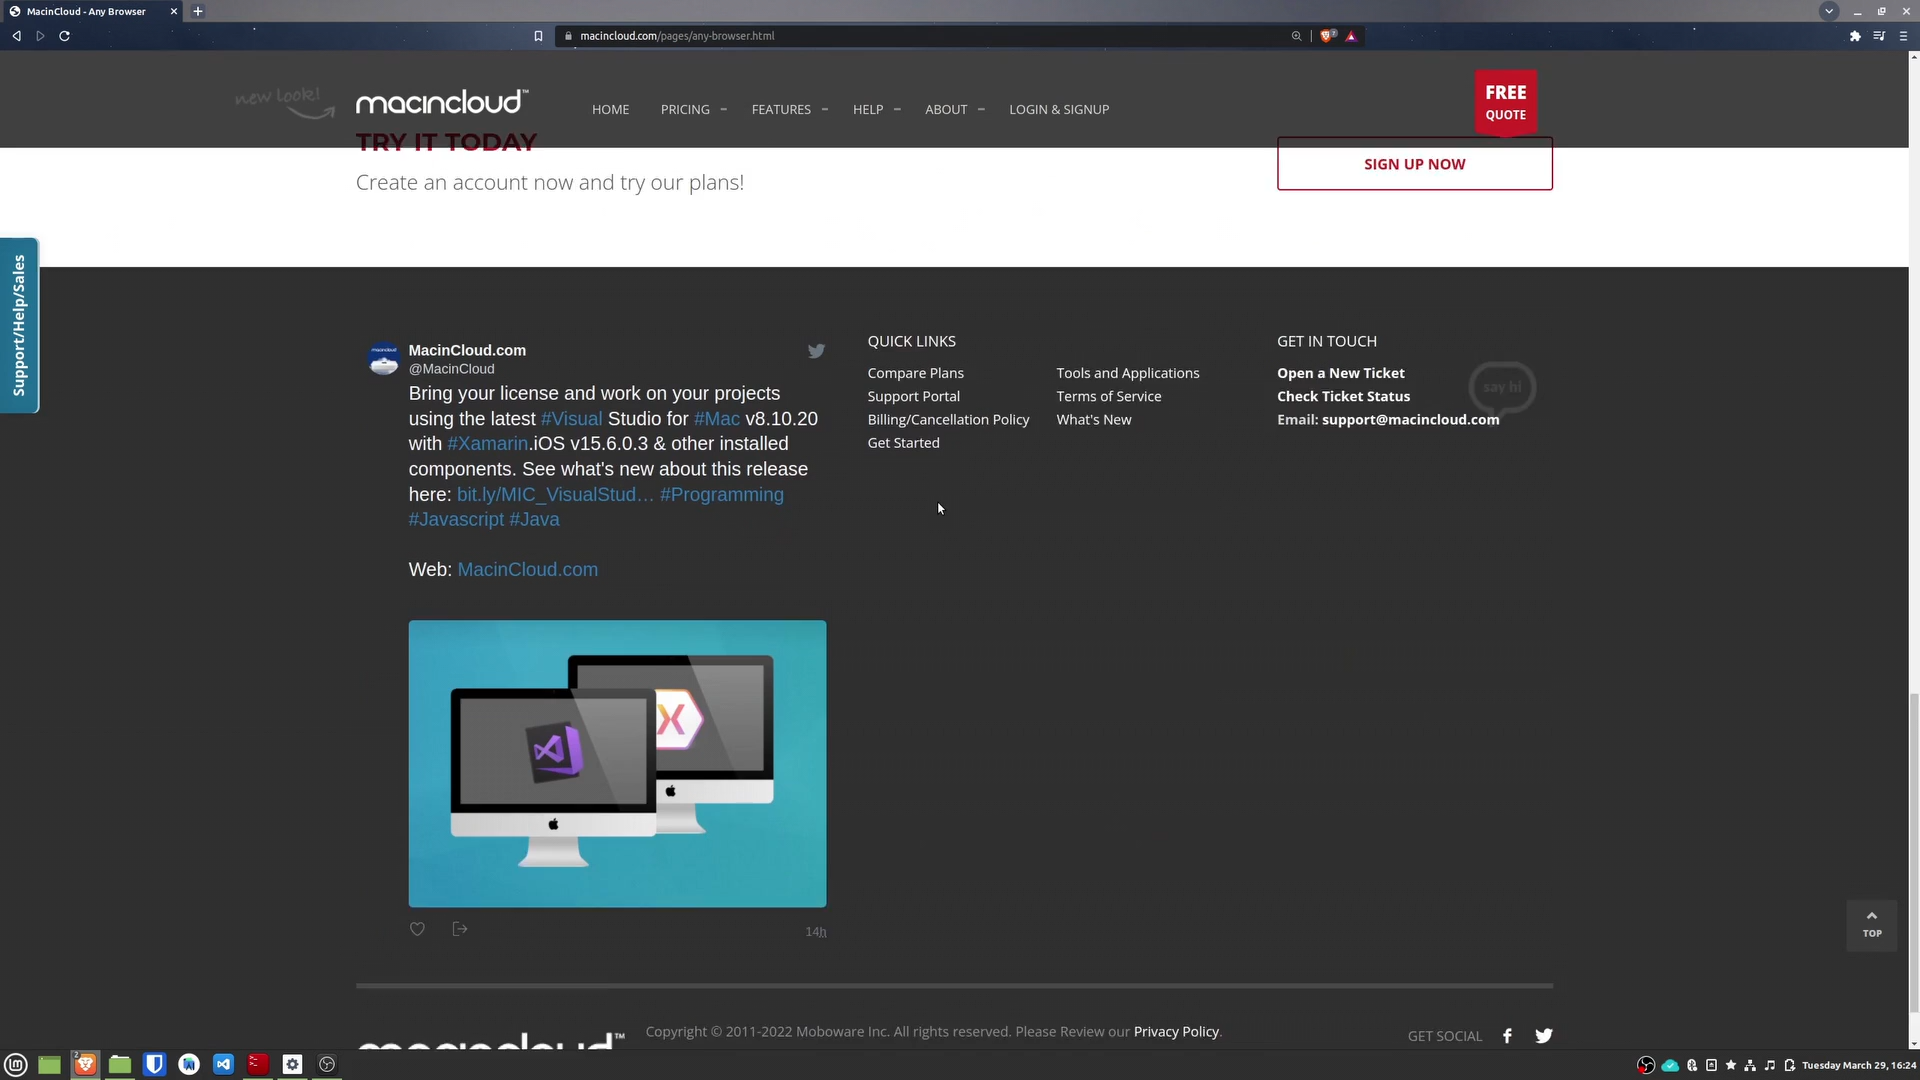 MacinCloud - Any Browser
macincloud.com/pages/any-browser.html
new look!
macincloud™
HOME
PRICING
FEATURES
HELP
ABOUT
LOGIN & SIGNUP
FREE
QUOTE
TRY IT TODAY
SIGN UP NOW
Create an account now and try our plans!
Support/Help/Sales
MacinCloud.com
@MacinCloud
Bring your license and work on your projects
using the latest #Visual Studio for #Mac v8.10.20
with #Xamarin.iOS v15.6.0.3 & other installed
components. See what's new about this release
here: bit.ly/MIC_VisualStud… #Programming
#Javascript #Java
Web: MacinCloud.com
14h
QUICK LINKS
Compare Plans
Support Portal
Billing/Cancellation Policy
Get Started
Tools and Applications
Terms of Service
What's New
GET IN TOUCH
Open a New Ticket
Check Ticket Status
Email: support@macincloud.com
say hi
TOP
macincloud™
Copyright © 2011-2022 Moboware Inc. All rights reserved. Please Review our Privacy Policy.
GET SOCIAL
Tuesday March 29, 16:24